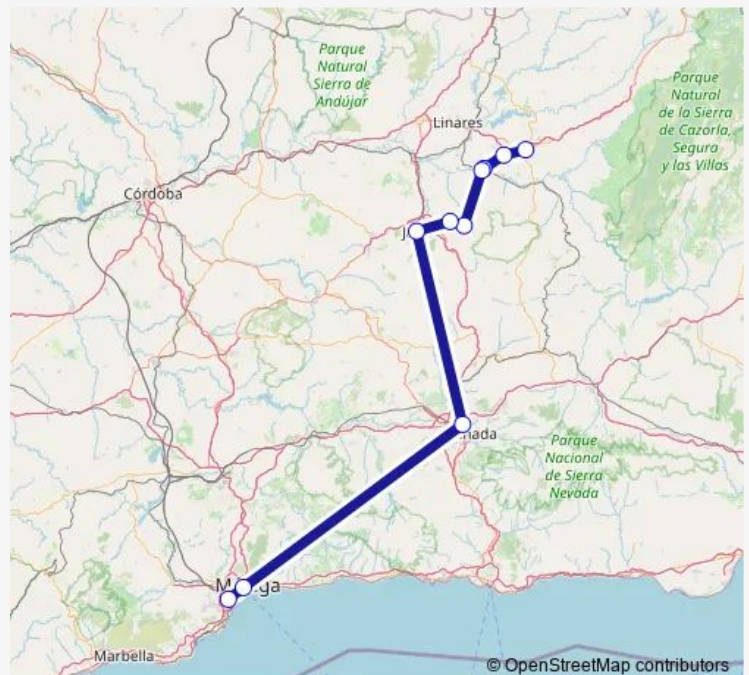 Parque
Natural
Sierra de
Andújar
Parque
Natural
de la Sierra
de Cazorla,
Segura
y las Villas
Linares
Córdoba
Parque
Nacional
de Sierra
Nevada
Marbella
© OpenStreetMap contributors